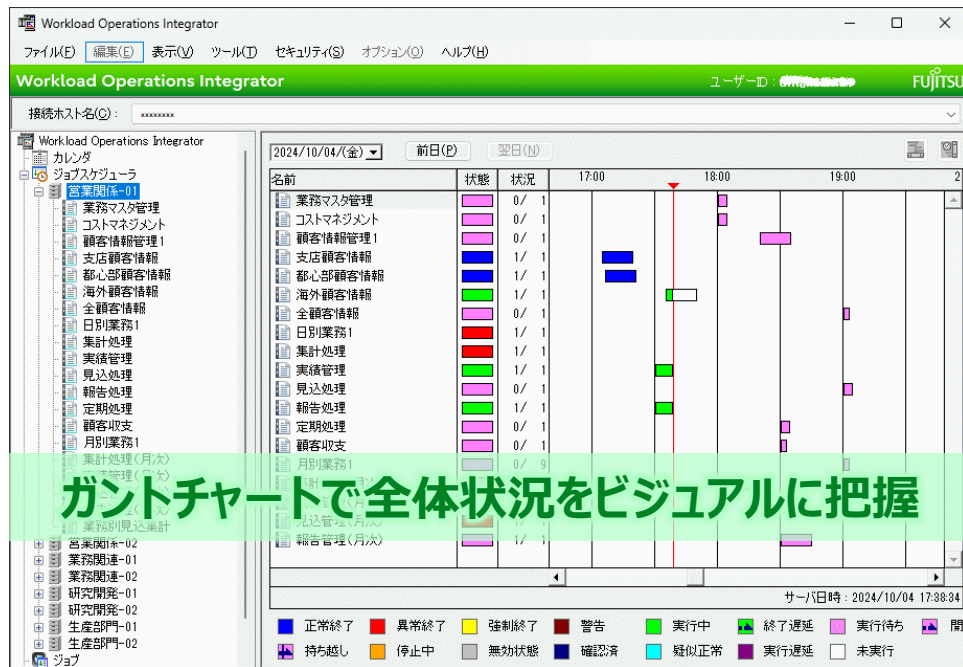 Workload Operations Integrator
ファイル(F) 編集(E) 表示(V) ツール(T) セキュリティ(S) オプション(O) ヘルプ(H)
Workload Operations Integrator ユーザーID : FUJITSU
接続ホスト名(C) :
Workload Operations Integrator
カレンダ
ジョブスケジューラ
営業関係-01
業務マスタ管理
コストマネジメント
顧客情報管理1
支店顧客情報
都心部顧客情報
海外顧客情報
全顧客情報
日別業務1
集計処理
実績管理
見込処理
報告処理
定期処理
顧客収支
月別業務1
集計処理(月次)
業務別見込集計
営業関係-02
業務関連-01
業務関連-02
研究開発-01
研究開発-02
生産部門-01
生産部門-02
ジョブ
2024/10/04/(金) 前日(P) 翌日(N)
名前 状態 状況 17:00 18:00 19:00 2
業務マスタ管理 0/ 1
コストマネジメント 0/ 1
顧客情報管理1 0/ 1
支店顧客情報 1/ 1
都心部顧客情報 1/ 1
海外顧客情報 1/ 1
全顧客情報 0/ 1
日別業務1 1/ 1
集計処理 1/ 1
実績管理 1/ 1
見込処理 0/ 1
報告処理 1/ 1
定期処理 0/ 1
顧客収支 0/ 1
月別業務1 0/ 9
見込管理(月次)
報告管理(月次) 1/ 1
ガントチャートで全体状況をビジュアルに把握
サーバ日時 : 2024/10/04 17:38:34
正常終了 異常終了 強制終了 警告 実行中 終了遅延 実行待ち 開
持ち越し 停止中 無効状態 確認済 疑似正常 実行遅延 未実行